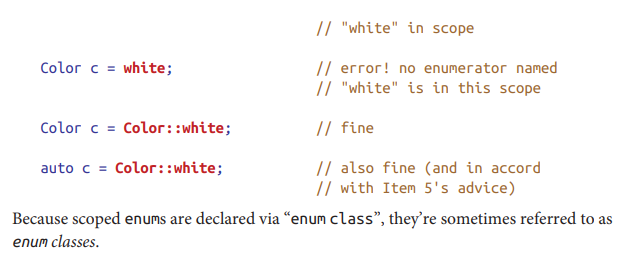 // "white" in scope
Color c = white; // error! no enumerator named
// "white" is in this scope
Color c = Color::white; // fine
auto c = Color::white; // also fine (and in accord
// with Item 5's advice)
Because scoped enums are declared via “enum class”, they’re sometimes referred to as
enum classes.